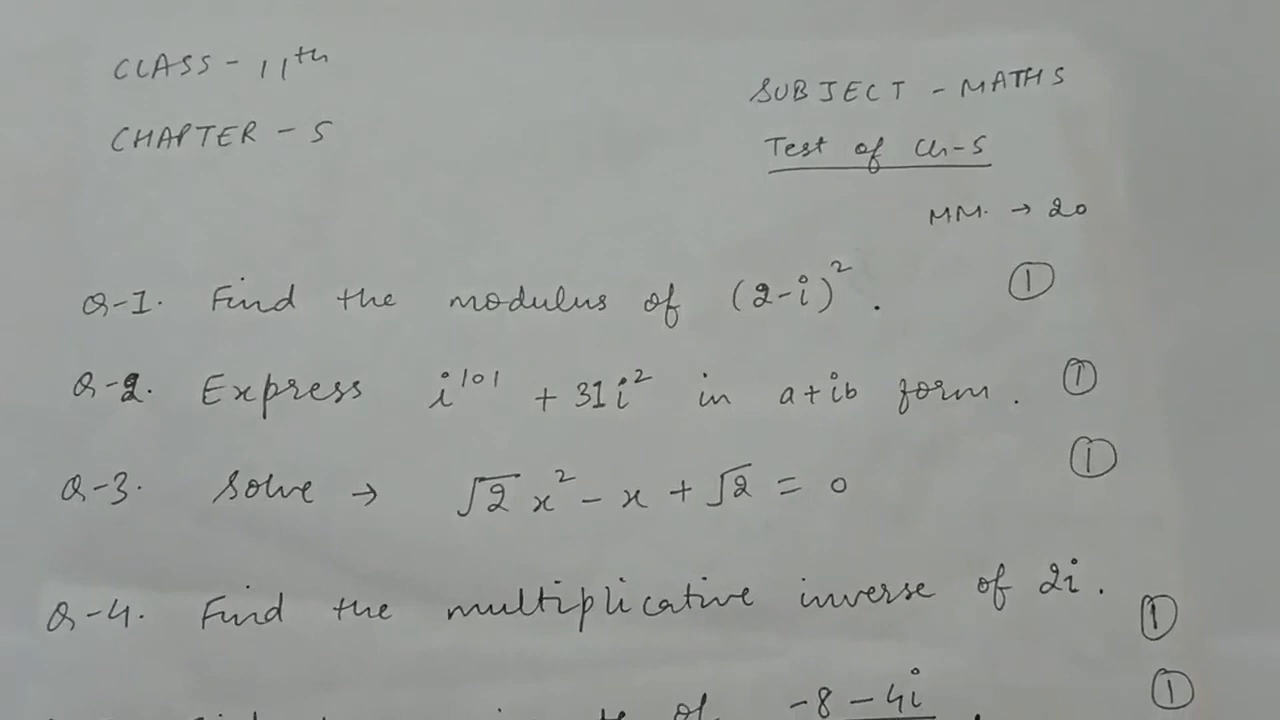 CLASS - 11th
SUBJECT - MATHS
CHAPTER - 5
Test of Ch-5
MM. → 20
Q-1. Find the modulus of (2-i)². ①
Q-2. Express i¹⁰¹ + 31i² in a+ib form. ①
Q-3. Solve → √2 x² - x + √2 = 0 ①
Q-4. Find the multiplicative inverse of 2i. ①
of -8-4i . ①